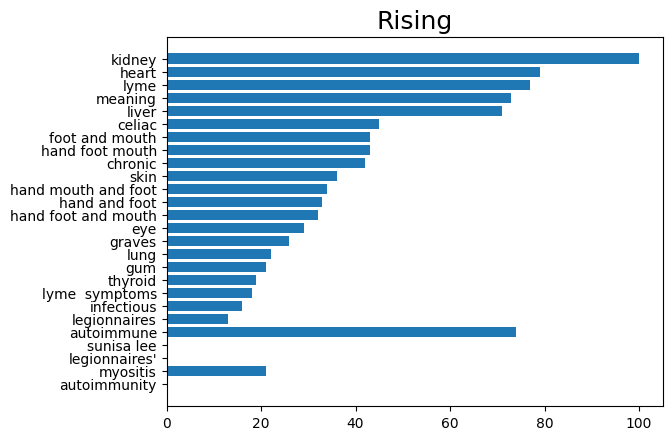 Rising
kidney
heart
lyme
meaning
liver
celiac
foot and mouth
hand foot mouth
chronic
skin
hand mouth and foot
hand and foot
hand foot and mouth
eye
graves
lung
gum
thyroid
lyme  symptoms
infectious
legionnaires
autoimmune
sunisa lee
legionnaires'
myositis
autoimmunity
0 20 40 60 80 100